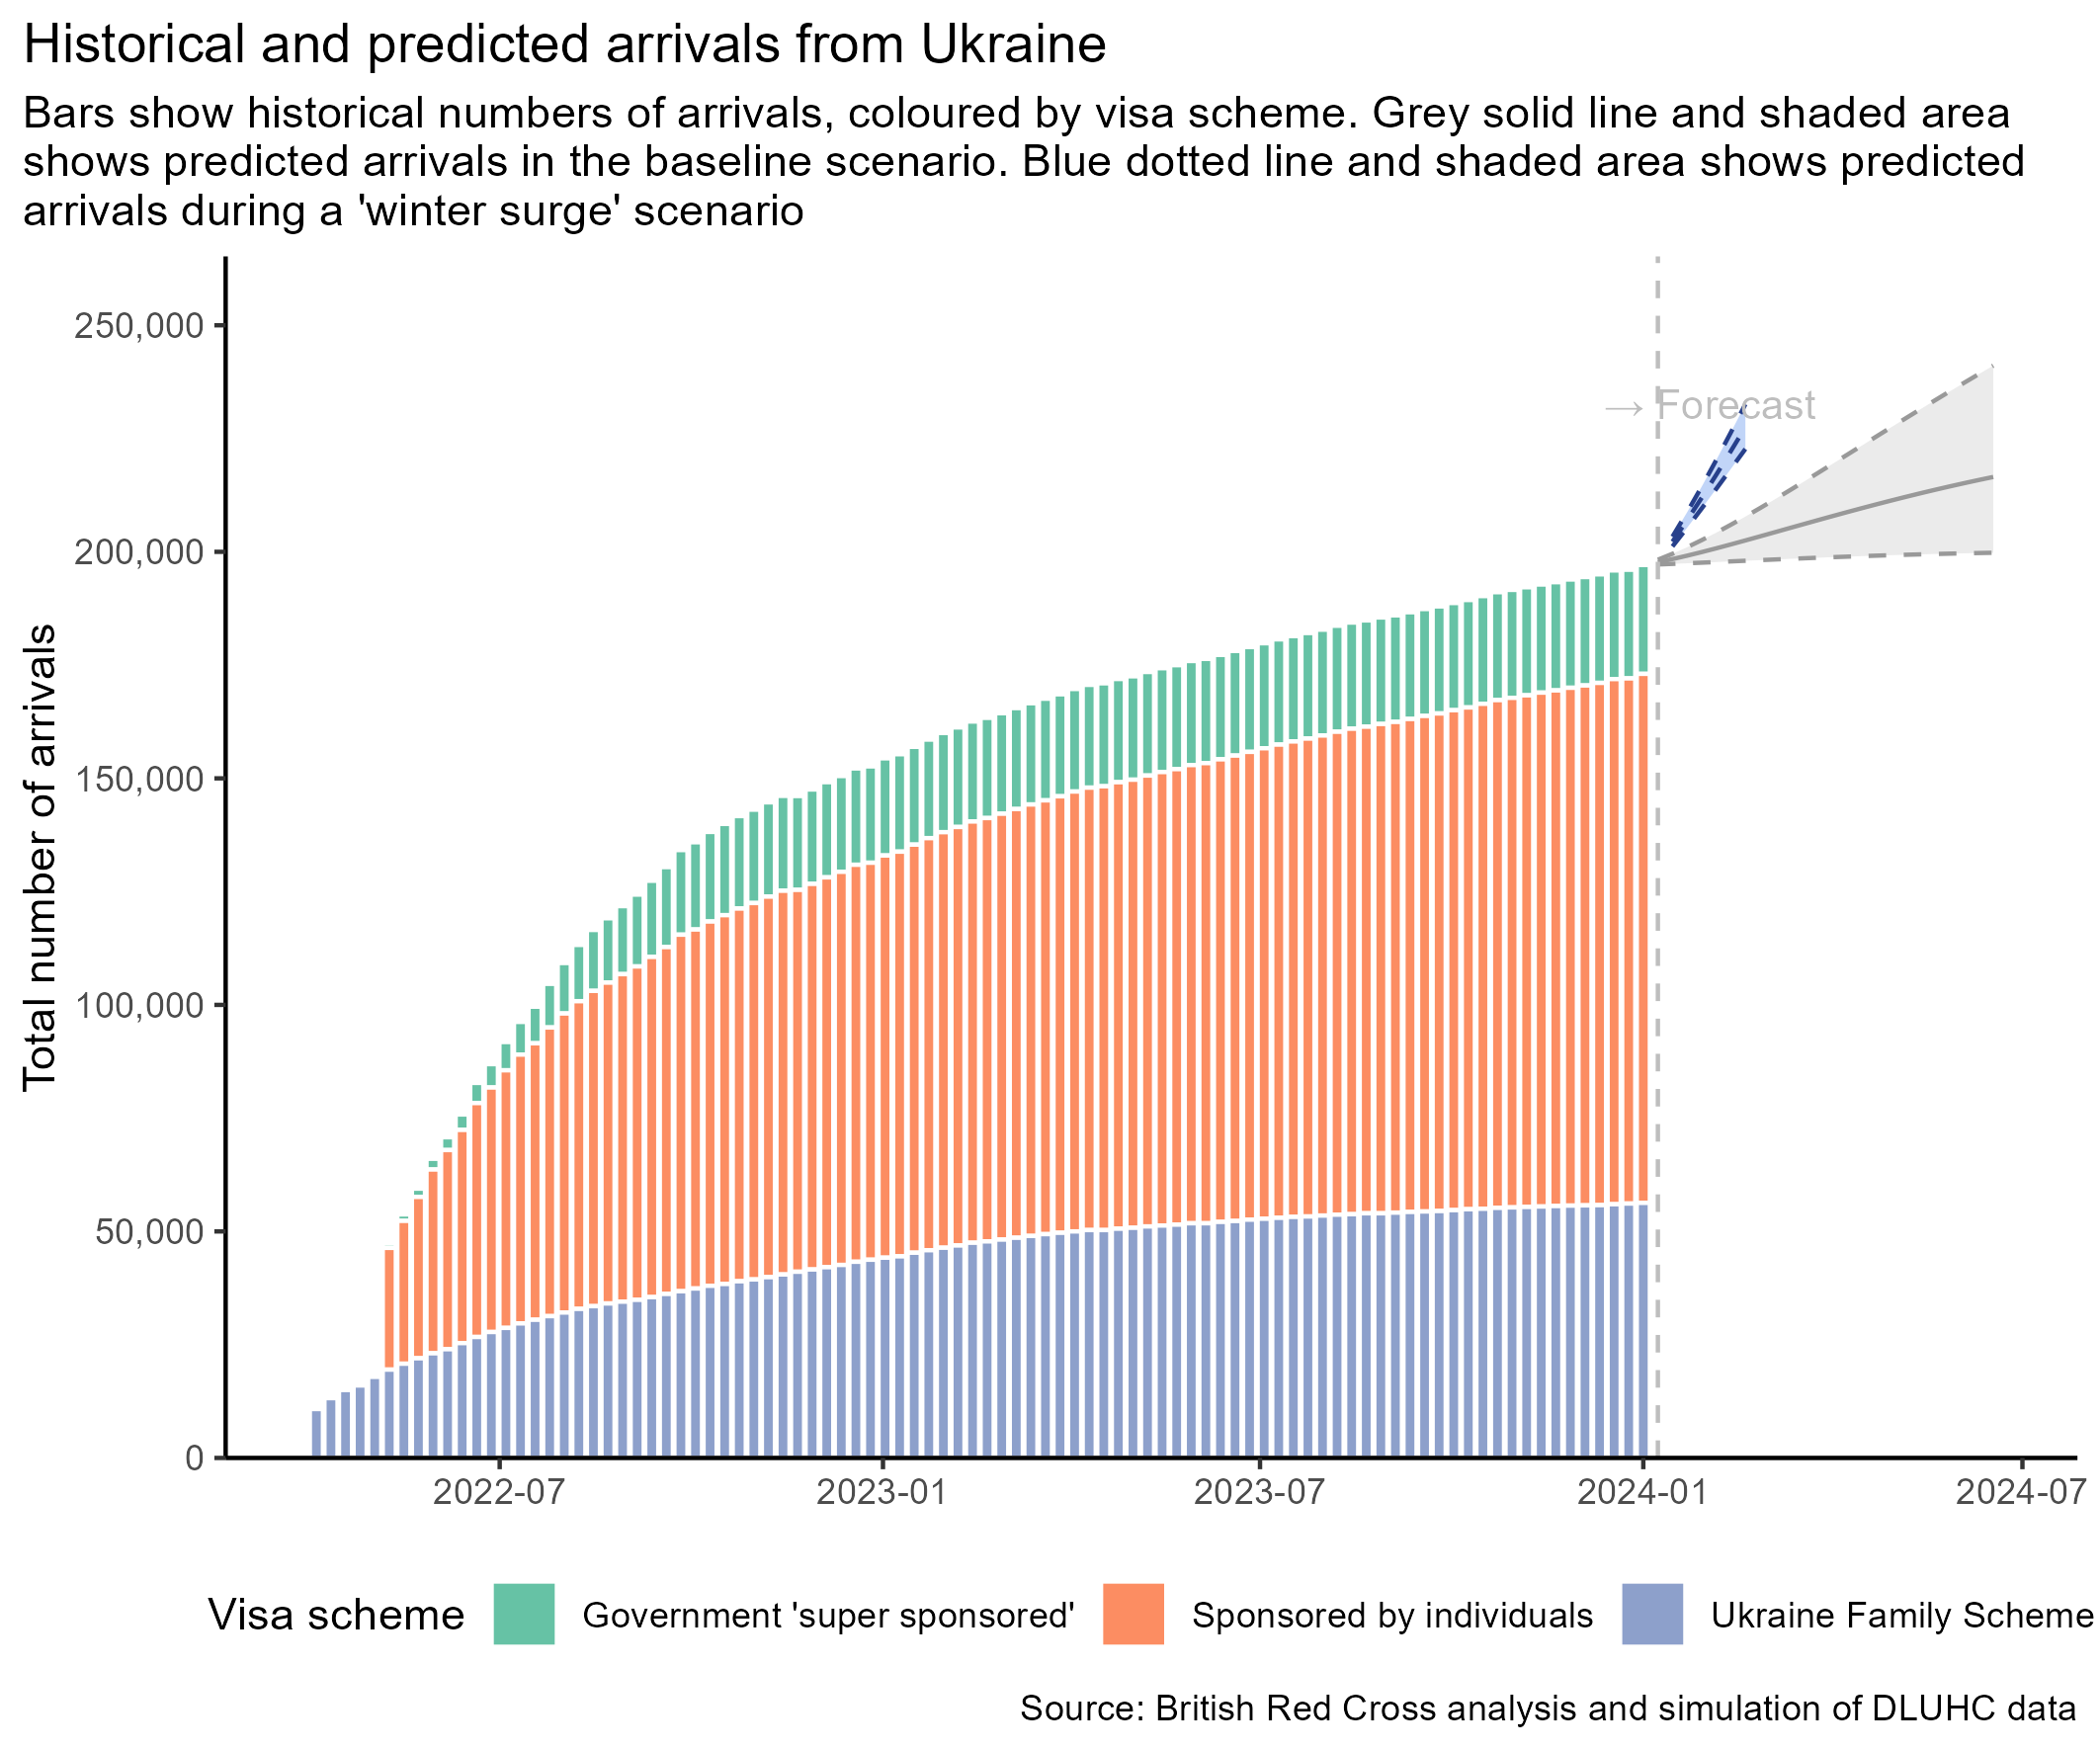 Historical and predicted arrivals from Ukraine
Bars show historical numbers of arrivals, coloured by visa scheme. Grey solid line and shaded area
shows predicted arrivals in the baseline scenario. Blue dotted line and shaded area shows predicted
arrivals during a 'winter surge' scenario
Total number of arrivals
250,000
200,000
150,000
100,000
50,000
0
→ Forecast
2022-07 2023-01 2023-07 2024-01 2024-07
Visa scheme Government 'super sponsored' Sponsored by individuals Ukraine Family Scheme
Source: British Red Cross analysis and simulation of DLUHC data